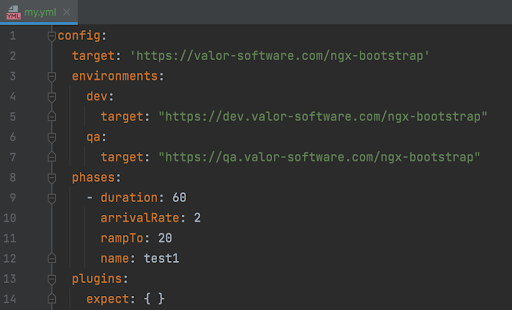 my.yml
1 config:
2 target: 'https://valor-software.com/ngx-bootstrap'
3 environments:
4 dev:
5 target: "https://dev.valor-software.com/ngx-bootstrap"
6 qa:
7 target: "https://qa.valor-software.com/ngx-bootstrap"
8 phases:
9 - duration: 60
10 arrivalRate: 2
11 rampTo: 20
12 name: test1
13 plugins:
14 expect: { }